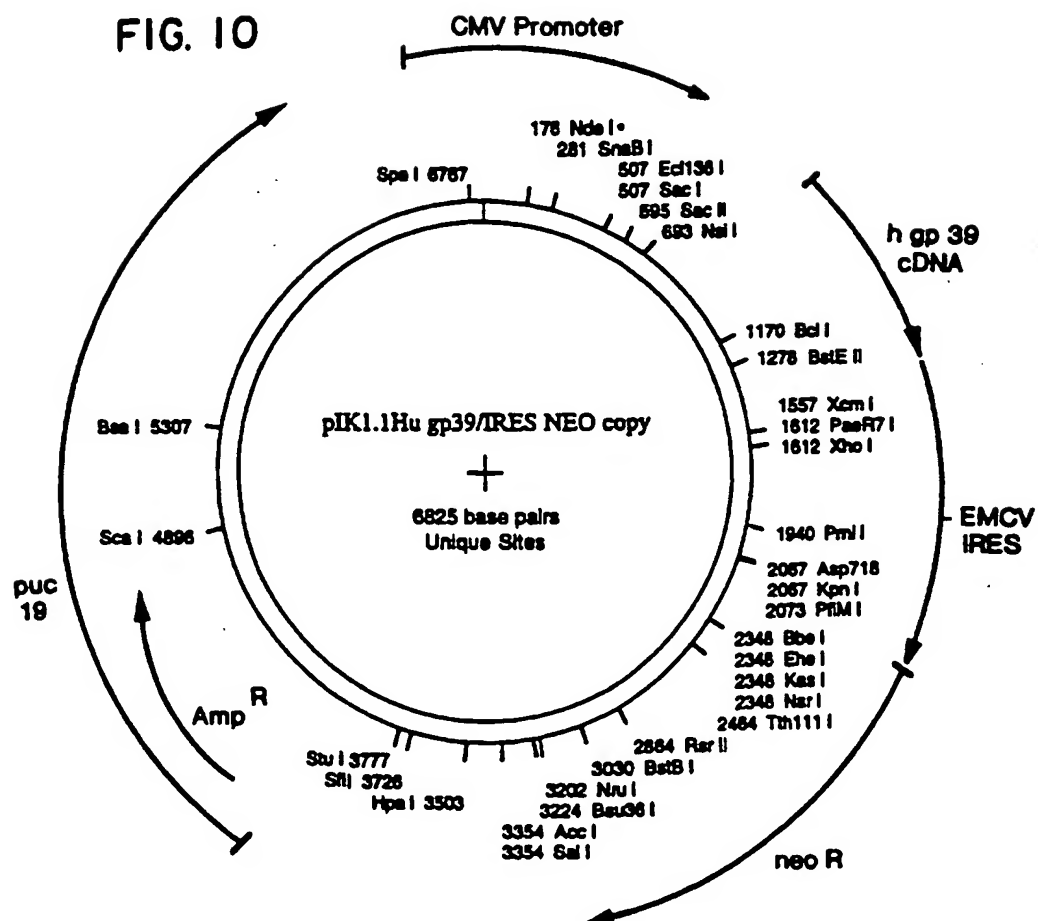 FIG. 10
CMV Promoter
176 Nde I
281 SnaB I
507 Ecl136 I
507 Sac I
595 Sac II
693 Nsi I
Spe I 6767
h gp 39
cDNA
1170 Bcl I
1276 BstE II
1557 Xcm I
1612 PaeR7 I
1612 Xho I
pIK1.1Hu gp39/IRES NEO copy
6825 base pairs
Unique Sites
Bsa I 5307
Sca I 4896
EMCV
IRES
1940 Pml I
2067 Asp718
2067 Kpn I
2073 PflM I
puc
19
2348 Bbe I
2348 Ehe I
2348 Kas I
2348 Nar I
2464 Tth111 I
Amp R
2664 Rsr II
3030 BstB I
3202 Nru I
3224 Bsu36 I
3354 Acc I
3354 Sal I
Stu I 3777
Sfi I 3726
Hpa I 3503
neo R